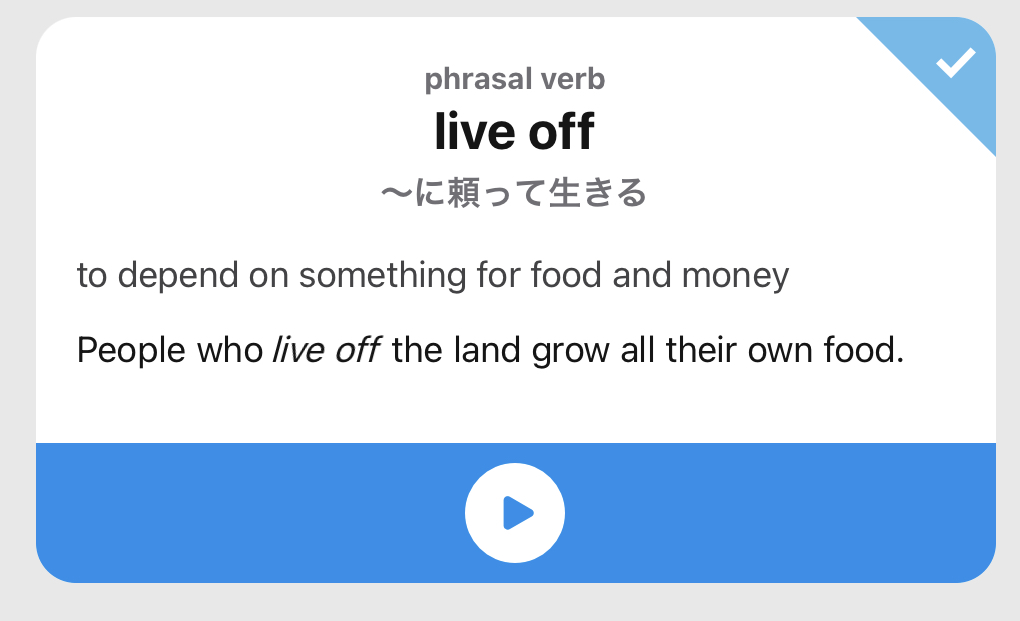 phrasal verb
live off
〜に頼って生きる
to depend on something for food and money
People who live off the land grow all their own food.